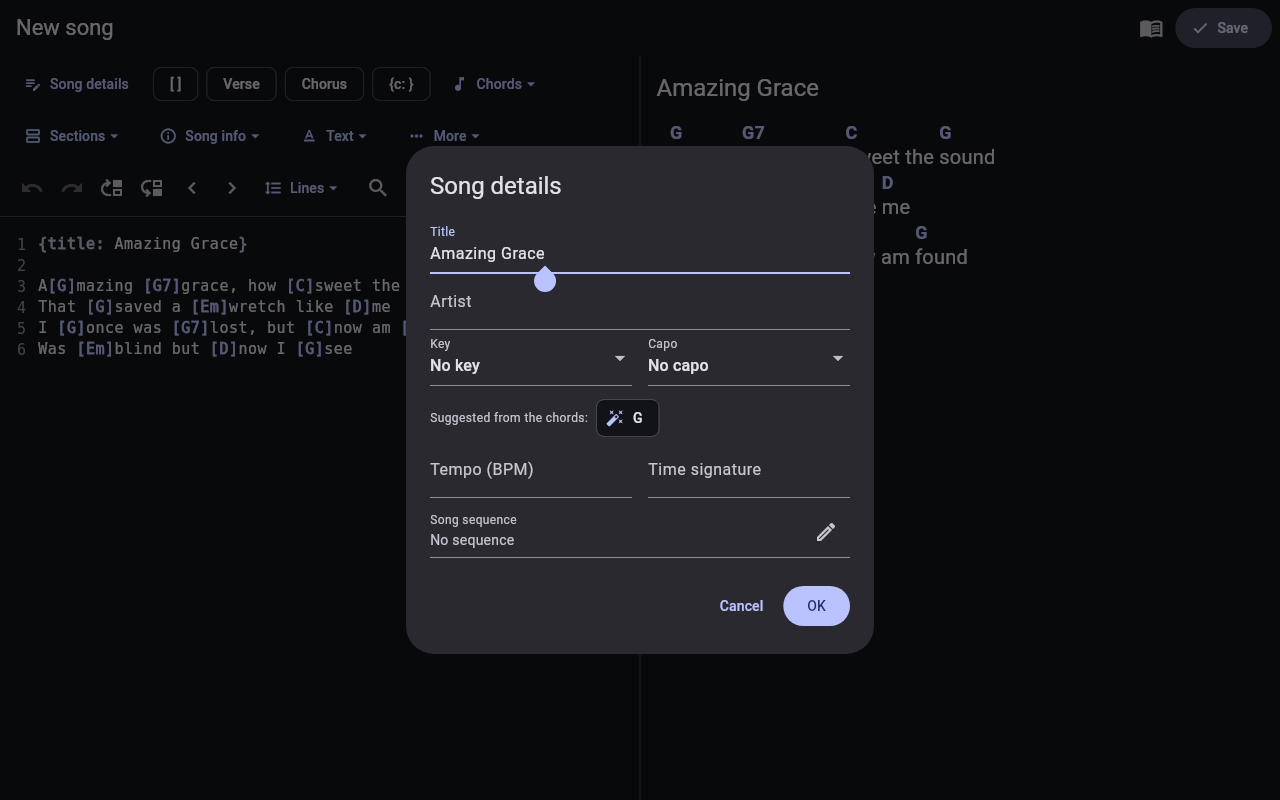 New song
Save
Song details
[ ]
Verse
Chorus
{c: }
Chords
Sections
Song info
Text
More
Lines
1 {title: Amazing Grace}
2
3 A[G]mazing [G7]grace, how [C]sweet the
4 That [G]saved a [Em]wretch like [D]me
5 I [G]once was [G7]lost, but [C]now am [
6 Was [Em]blind but [D]now I [G]see
Amazing Grace
G G7 C G
the sound
D
me
G
am found
Song details
Title
Amazing Grace
Artist
Key
No key
Capo
No capo
Suggested from the chords:
G
Tempo (BPM)
Time signature
Song sequence
No sequence
Cancel
OK